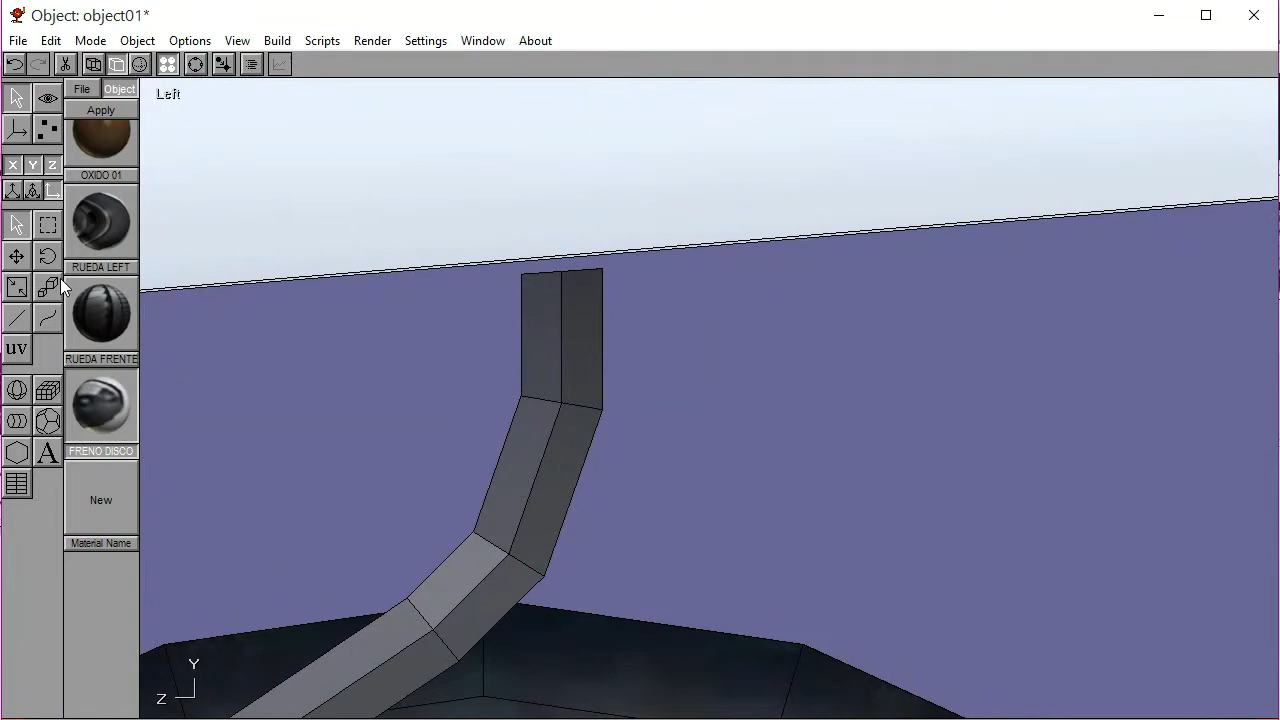 Object: object01*
File Edit Mode Object Options View Build Scripts Render Settings Window About
File Object
Apply
Left
OXIDO 01
X Y Z
RUEDA LEFT
RUEDA FRENTE
uv
FRENO DISCO
A
New
Material Name
Y
Z